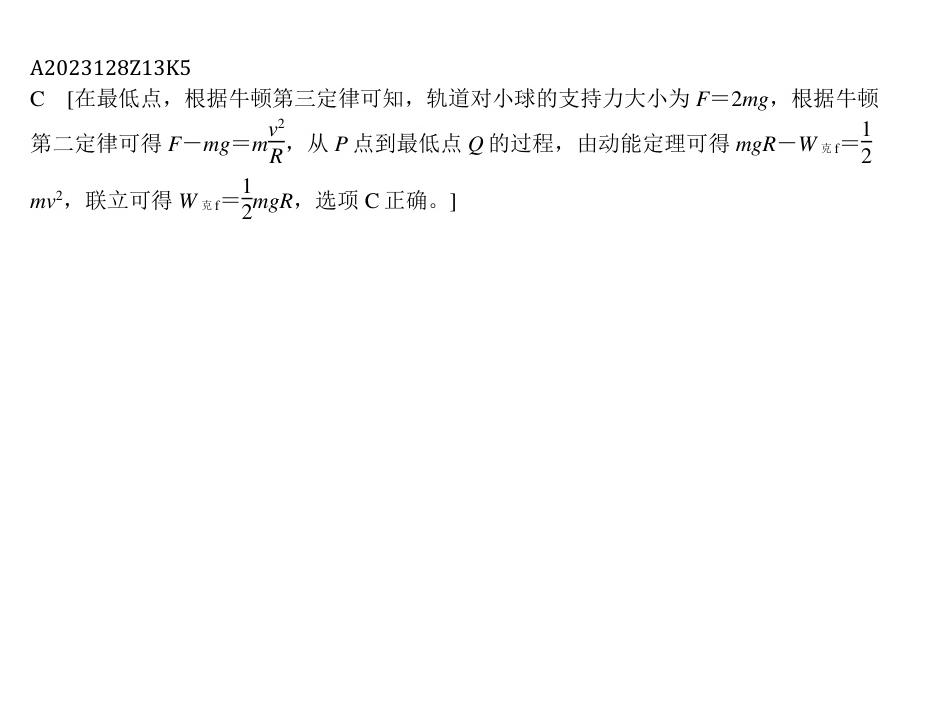 A2023128Z13K5
C [在最低点，根据牛顿第三定律可知，轨道对小球的支持力大小为 F＝2mg，根据牛顿
第二定律可得 F－mg＝m\frac{v^2}{R}，从 P 点到最低点 Q 的过程，由动能定理可得 mgR－W克f＝\frac{1}{2}
mv²，联立可得 W克f＝\frac{1}{2}mgR，选项 C 正确。]